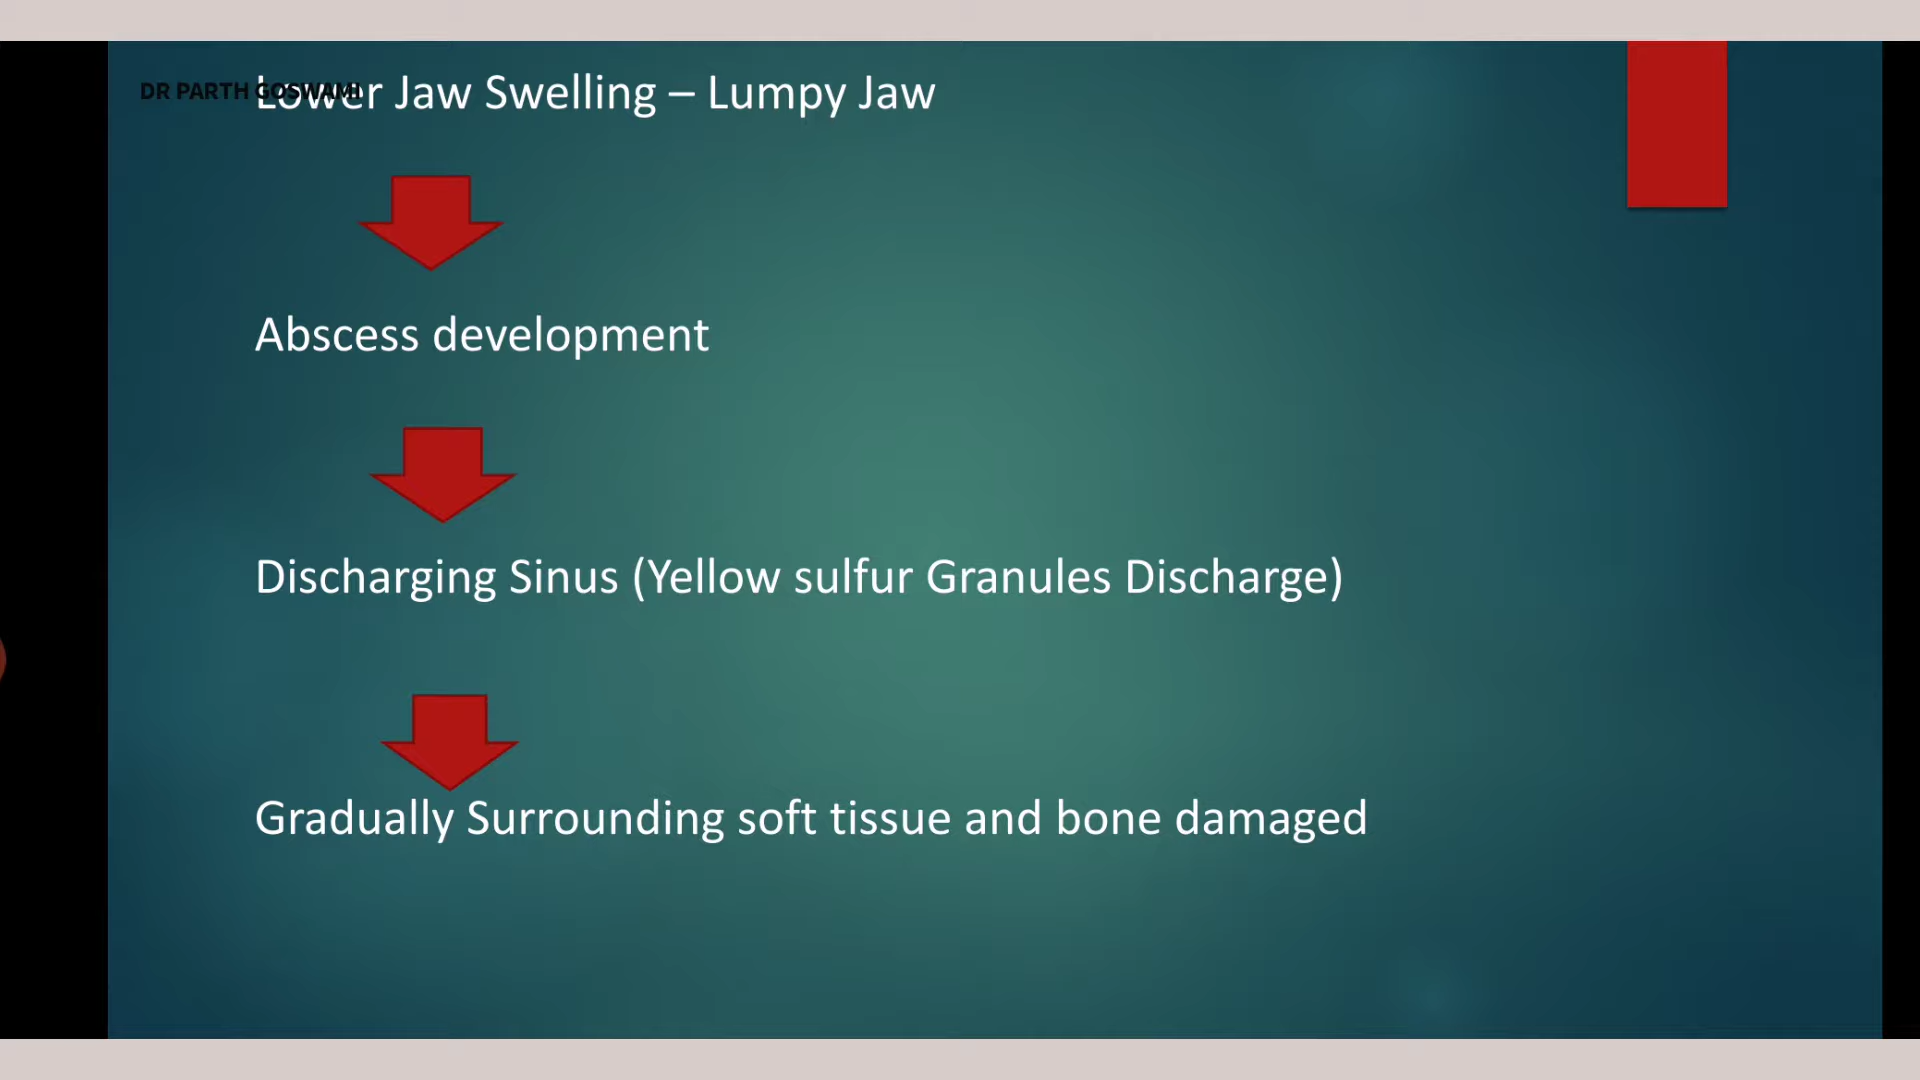 DR PARTH GOSWAMI
Lower Jaw Swelling – Lumpy Jaw
Abscess development
Discharging Sinus (Yellow sulfur Granules Discharge)
Gradually Surrounding soft tissue and bone damaged